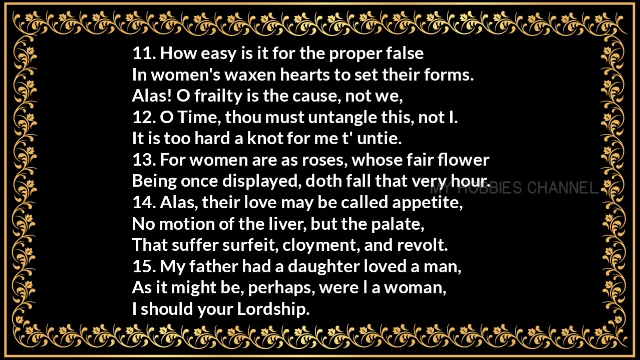 11. How easy is it for the proper false
In women's waxen hearts to set their forms.
Alas! O frailty is the cause, not we,
12. O Time, thou must untangle this, not I.
It is too hard a knot for me t' untie.
13. For women are as roses, whose fair flower
Being once displayed, doth fall that very hour.
MY HOBBIES CHANNEL
14. Alas, their love may be called appetite,
No motion of the liver, but the palate,
That suffer surfeit, cloyment, and revolt.
15. My father had a daughter loved a man,
As it might be, perhaps, were I a woman,
I should your Lordship.